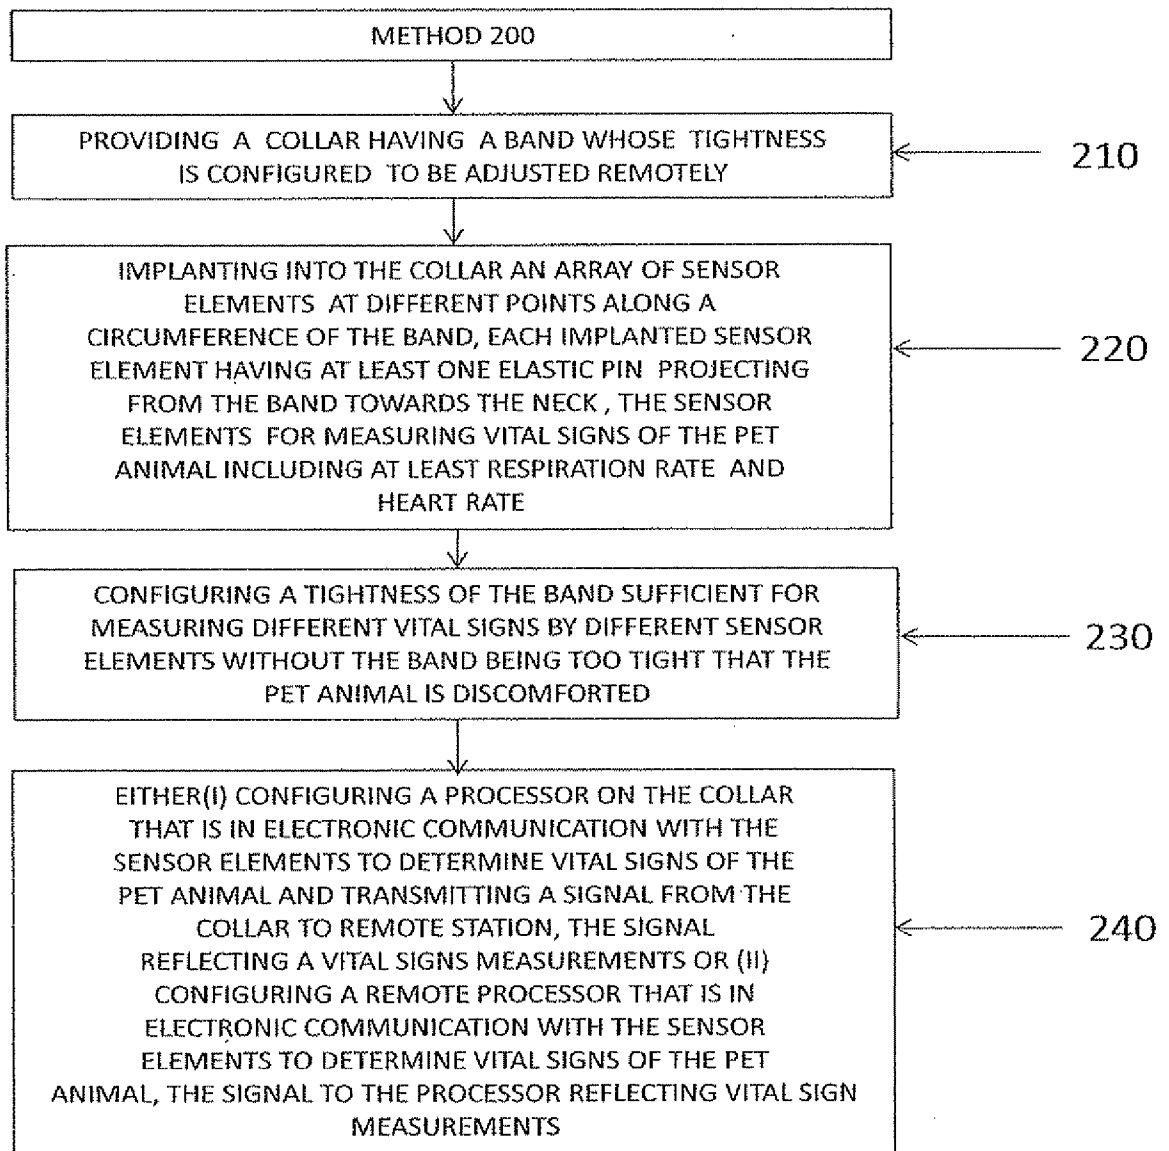 METHOD 200
PROVIDING A COLLAR HAVING A BAND WHOSE TIGHTNESS
IS CONFIGURED TO BE ADJUSTED REMOTELY
210
IMPLANTING INTO THE COLLAR AN ARRAY OF SENSOR
ELEMENTS AT DIFFERENT POINTS ALONG A
CIRCUMFERENCE OF THE BAND, EACH IMPLANTED SENSOR
ELEMENT HAVING AT LEAST ONE ELASTIC PIN PROJECTING
FROM THE BAND TOWARDS THE NECK , THE SENSOR
ELEMENTS FOR MEASURING VITAL SIGNS OF THE PET
ANIMAL INCLUDING AT LEAST RESPIRATION RATE AND
HEART RATE
220
CONFIGURING A TIGHTNESS OF THE BAND SUFFICIENT FOR
MEASURING DIFFERENT VITAL SIGNS BY DIFFERENT SENSOR
ELEMENTS WITHOUT THE BAND BEING TOO TIGHT THAT THE
PET ANIMAL IS DISCOMFORTED
230
EITHER(I) CONFIGURING A PROCESSOR ON THE COLLAR
THAT IS IN ELECTRONIC COMMUNICATION WITH THE
SENSOR ELEMENTS TO DETERMINE VITAL SIGNS OF THE
PET ANIMAL AND TRANSMITTING A SIGNAL FROM THE
COLLAR TO REMOTE STATION, THE SIGNAL
REFLECTING A VITAL SIGNS MEASUREMENTS OR (II)
CONFIGURING A REMOTE PROCESSOR THAT IS IN
ELECTRONIC COMMUNICATION WITH THE SENSOR
ELEMENTS TO DETERMINE VITAL SIGNS OF THE PET
ANIMAL, THE SIGNAL TO THE PROCESSOR REFLECTING VITAL SIGN
MEASUREMENTS
240